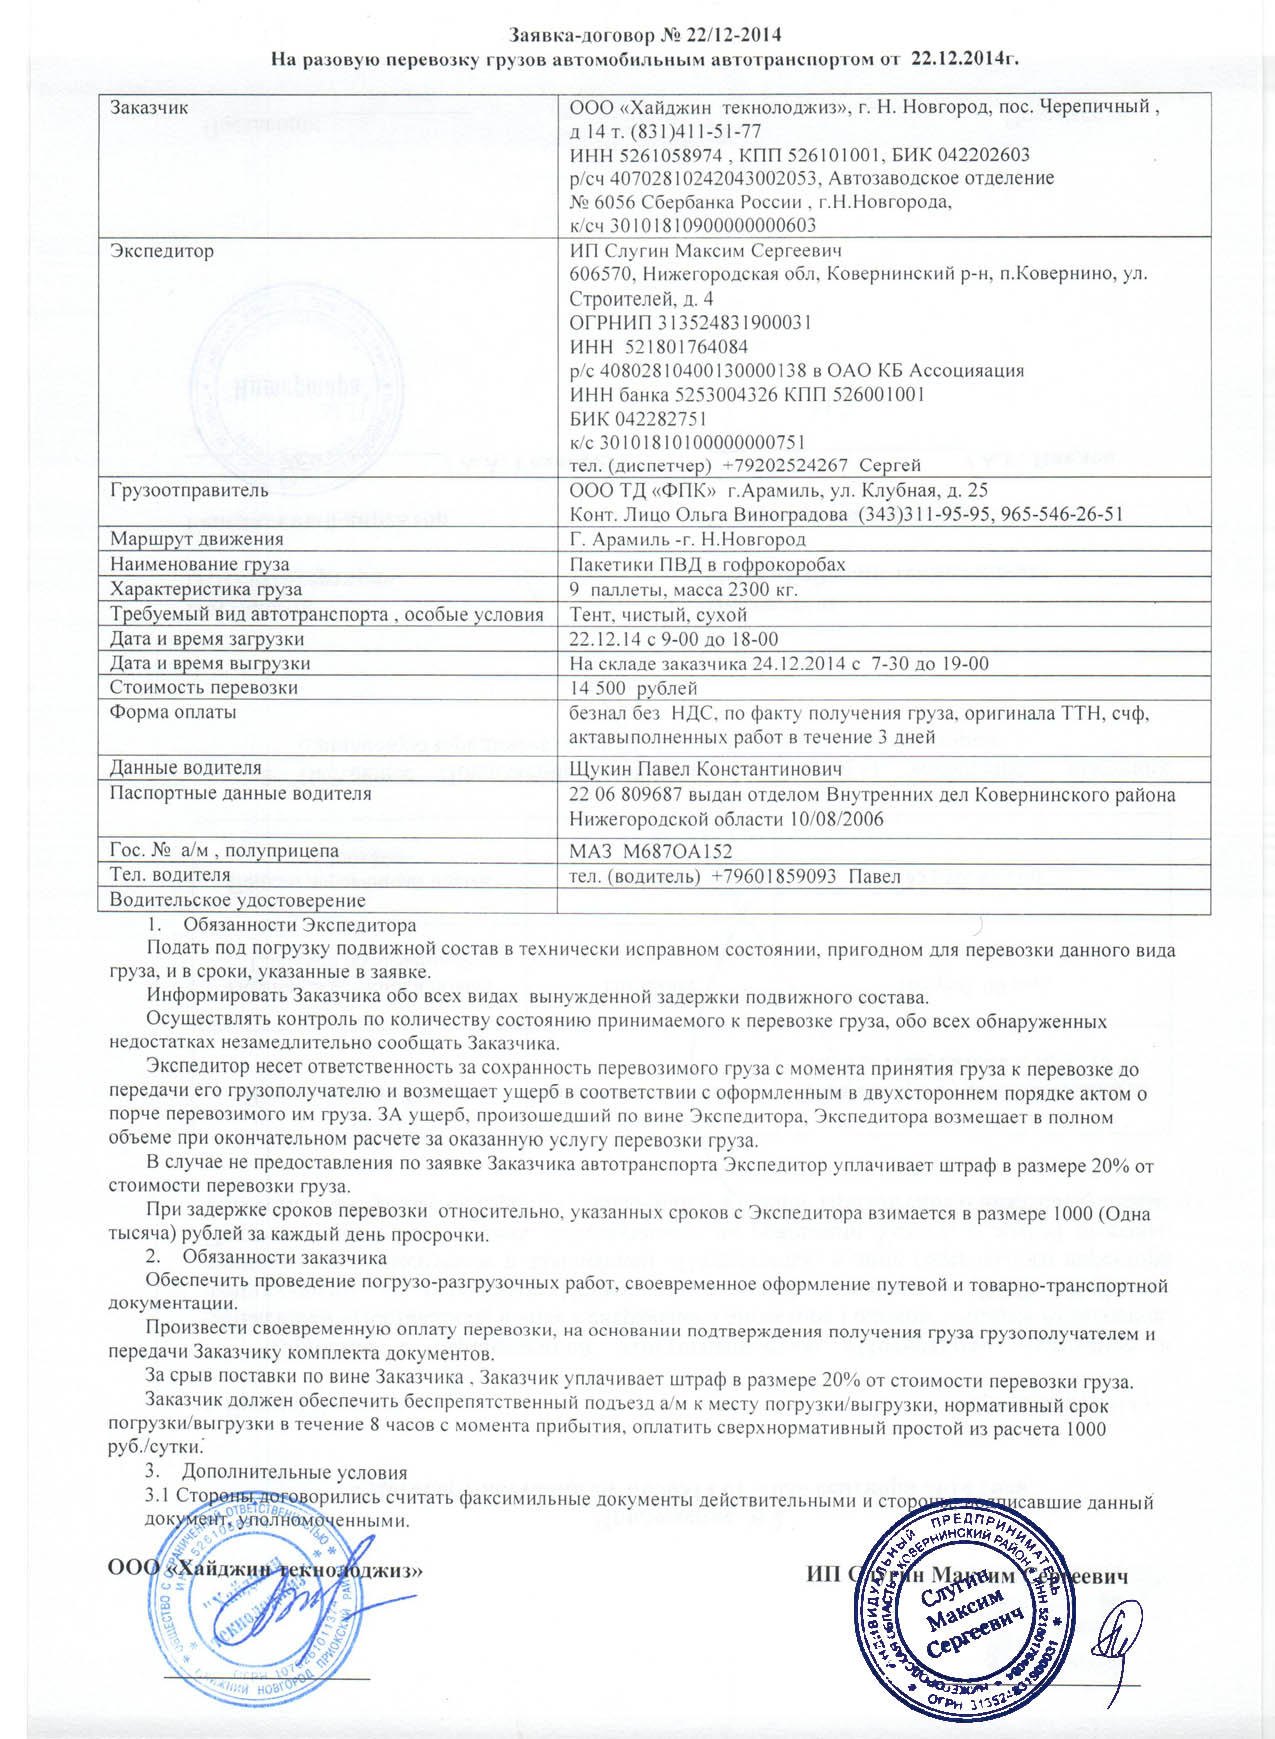 Заявка-договор № 22/12-2014
На разовую перевозку грузов автомобильным автотранспортом от 22.12.2014г.
Заказчик
ООО «Хайджин текнолоджиз», г. Н. Новгород, пос. Черепичный ,
д 14 т. (831)411-51-77
ИНН 5261058974 , КПП 526101001, БИК 042202603
р/сч 40702810242043002053, Автозаводское отделение
№ 6056 Сбербанка России , г.Н.Новгорода,
к/сч 30101810900000000603
Экспедитор
ИП Слугин Максим Сергеевич
606570, Нижегородская обл, Ковернинский р-н, п.Ковернино, ул.
Строителей, д. 4
ОГРНИП 313524831900031
ИНН 521801764084
р/с 40802810400130000138 в ОАО КБ Ассоцияация
ИНН банка 5253004326 КПП 526001001
БИК 042282751
к/с 30101810100000000751
тел. (диспетчер) +79202524267 Сергей
Грузоотправитель
ООО ТД «ФПК» г.Арамиль, ул. Клубная, д. 25
Конт. Лицо Ольга Виноградова (343)311-95-95, 965-546-26-51
Маршрут движения
Г. Арамиль -г. Н.Новгород
Наименование груза
Пакетики ПВД в гофрокоробах
Характеристика груза
9 паллеты, масса 2300 кг.
Требуемый вид автотранспорта , особые условия
Тент, чистый, сухой
Дата и время загрузки
22.12.14 с 9-00 до 18-00
Дата и время выгрузки
На складе заказчика 24.12.2014 с 7-30 до 19-00
Стоимость перевозки
14 500 рублей
Форма оплаты
безнал без НДС, по факту получения груза, оригинала ТТН, счф,
актавыполненных работ в течение 3 дней
Данные водителя
Щукин Павел Константинович
Паспортные данные водителя
22 06 809687 выдан отделом Внутренних дел Ковернинского района
Нижегородской области 10/08/2006
Гос. № а/м , полуприцепа
МАЗ М687ОА152
Тел. водителя
тел. (водитель) +79601859093 Павел
Водительское удостоверение
1. Обязанности Экспедитора
Подать под погрузку подвижной состав в технически исправном состоянии, пригодном для перевозки данного вида
груза, и в сроки, указанные в заявке.
Информировать Заказчика обо всех видах вынужденной задержки подвижного состава.
Осуществлять контроль по количеству состоянию принимаемого к перевозке груза, обо всех обнаруженных
недостатках незамедлительно сообщать Заказчика.
Экспедитор несет ответственность за сохранность перевозимого груза с момента принятия груза к перевозке до
передачи его грузополучателю и возмещает ущерб в соответствии с оформленным в двухстороннем порядке актом о
порче перевозимого им груза. ЗА ущерб, произошедший по вине Экспедитора, Экспедитора возмещает в полном
объеме при окончательном расчете за оказанную услугу перевозки груза.
В случае не предоставления по заявке Заказчика автотранспорта Экспедитор уплачивает штраф в размере 20% от
стоимости перевозки груза.
При задержке сроков перевозки относительно, указанных сроков с Экспедитора взимается в размере 1000 (Одна
тысяча) рублей за каждый день просрочки.
2. Обязанности заказчика
Обеспечить проведение погрузо-разгрузочных работ, своевременное оформление путевой и товарно-транспортной
документации.
Произвести своевременную оплату перевозки, на основании подтверждения получения груза грузополучателем и
передачи Заказчику комплекта документов.
За срыв поставки по вине Заказчика , Заказчик уплачивает штраф в размере 20% от стоимости перевозки груза.
Заказчик должен обеспечить беспрепятственный подъезд а/м к месту погрузки/выгрузки, нормативный срок
погрузки/выгрузки в течение 8 часов с момента прибытия, оплатить сверхнормативный простой из расчета 1000
руб./сутки.
3. Дополнительные условия
3.1 Стороны договорились считать факсимильные документы действительными и стороны, подписавшие данный
документ, уполномоченными.
ООО «Хайджин текнолоджиз»
ИП Слугин Максим Сергеевич
ОБЩЕСТВО С ОГРАНИЧЕННОЙ ОТВЕТСТВЕННОСТЬЮ
"Хайджин
текнолоджиз"
НИЖНИЙ НОВГОРОД ПРИОКСКИЙ
ИНДИВИДУАЛЬНЫЙ ПРЕДПРИНИМАТЕЛЬ
НИЖЕГОРОДСКАЯ ОБЛАСТЬ КОВЕРНИНСКИЙ РАЙОН ИНН 521801764084
ОГРН 313524831900031
Слугин
Максим
Сергеевич